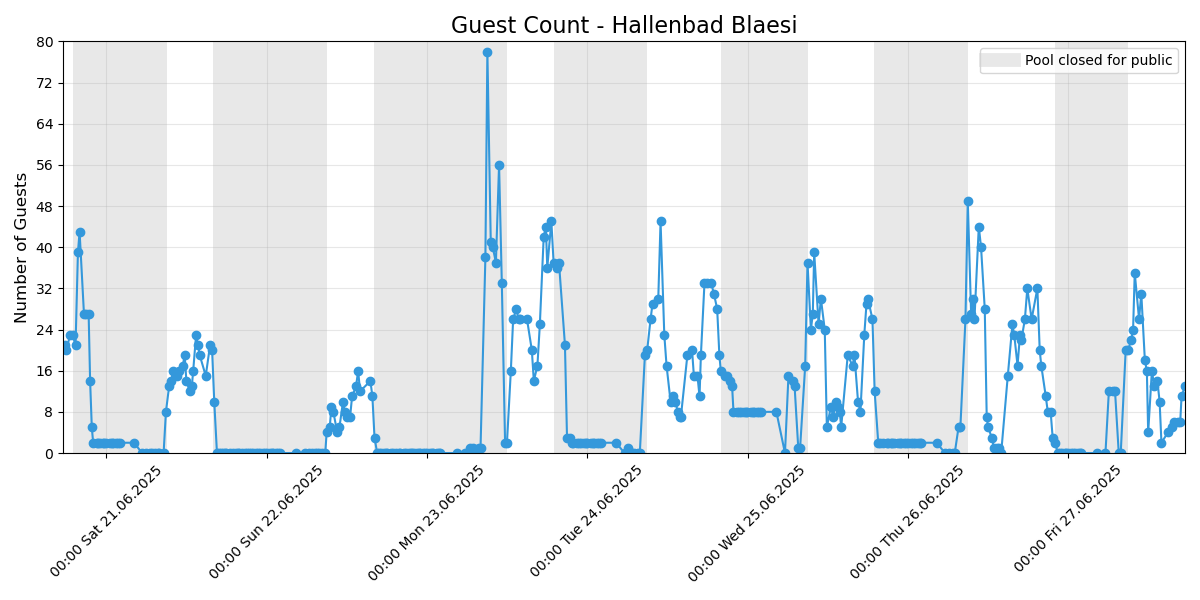 Guest Count - Hallenbad Blaesi
Pool closed for public
Number of Guests
80
72
64
56
48
40
32
24
16
8
0
00:00 Sat 21.06.2025
00:00 Sun 22.06.2025
00:00 Mon 23.06.2025
00:00 Tue 24.06.2025
00:00 Wed 25.06.2025
00:00 Thu 26.06.2025
00:00 Fri 27.06.2025